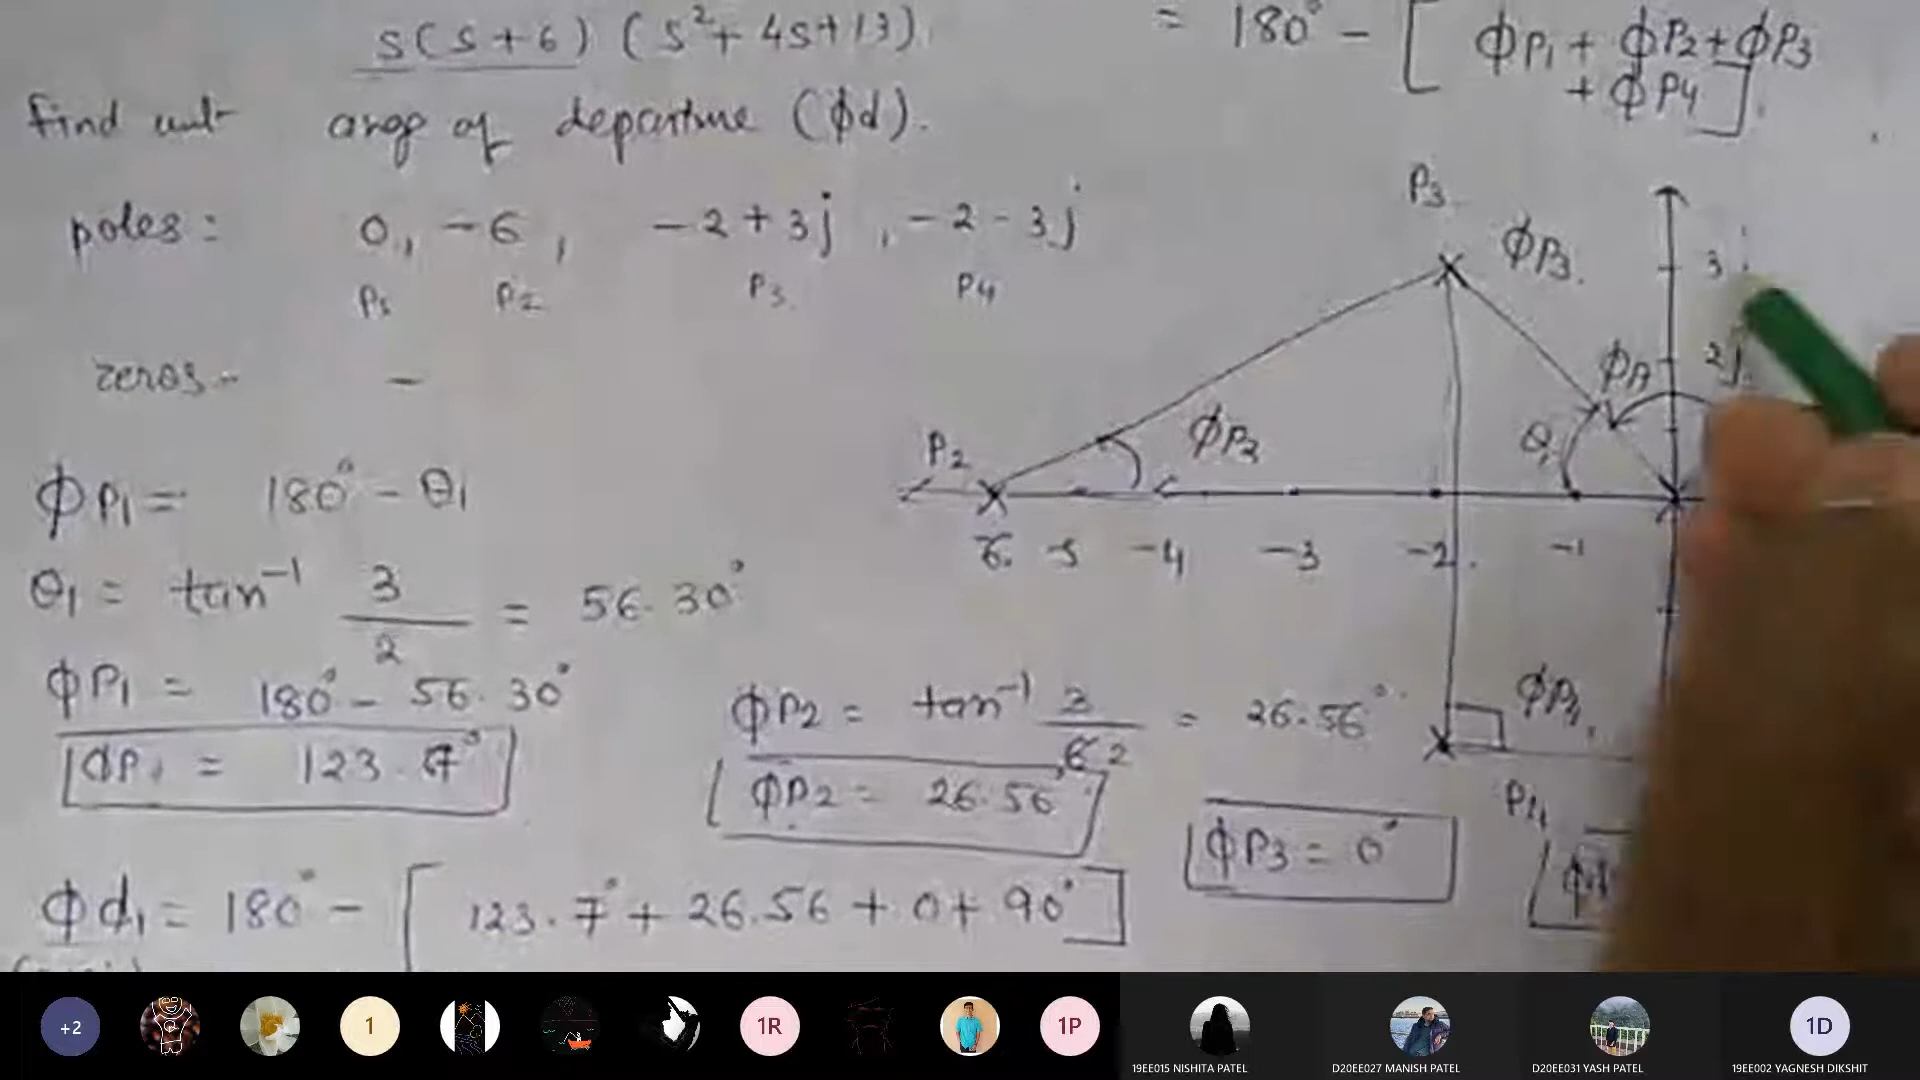 s(s+6) (s²+4s+13)
= 180° - [ ϕP1 + ϕP2 + ϕP3
+ ϕP4 ]
find out ange of departure (ϕd).
poles: 0, -6, -2+3j, -2-3j
P1 P2 P3 P4
zeros - -
P3
ϕP3.
3
2j
ϕP1
θ1
P2
ϕP2
-6 -5 -4 -3 -2 -1
ϕP1 = 180° - θ1
θ1 = tan⁻¹ 3/2 = 56.30°
ϕP1 = 180° - 56.30°
ϕP1 = 123.7°
ϕP2 = tan⁻¹ 3/6 2 = 26.56°
ϕP2 = 26.56
ϕP3 = 0°
ϕP4
P4
ϕd1 = 180° - [ 123.7° + 26.56 + 0 + 90° ]
+2
1
1R
1P
1D
19EE015 NISHITA PATEL
D20EE027 MANISH PATEL
D20EE031 YASH PATEL
19EE002 YAGNESH DIKSHIT